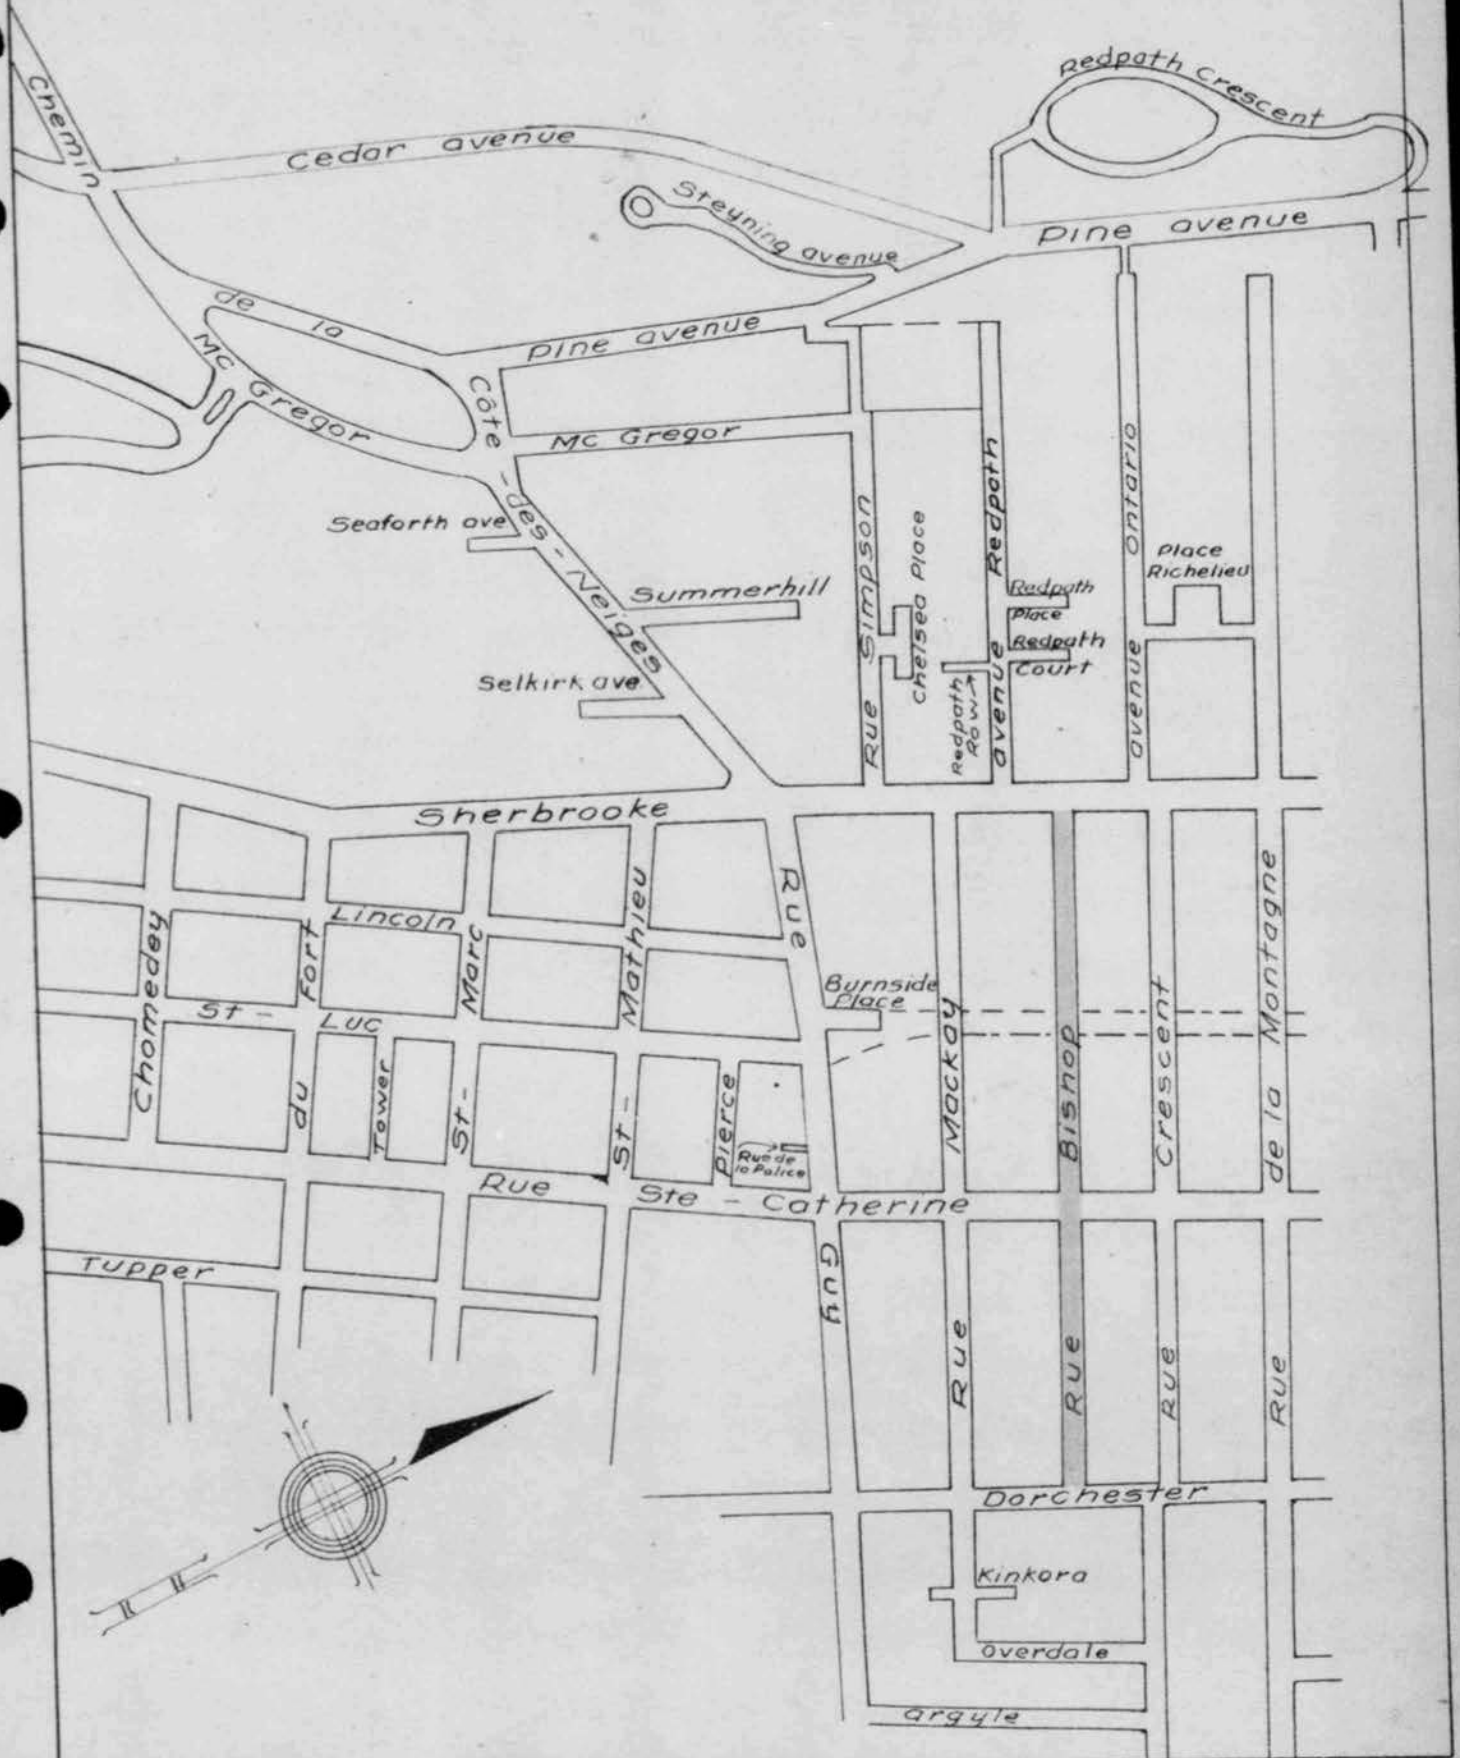 Redpath Crescent
Chemin
de la
Côte - des - Neiges
Cedar avenue
Steyning avenue
Pine avenue
Mc Gregor
Pine avenue
Mc Gregor
Seaforth ave
Summerhill
Selkirk ave.
Rue Simpson
Chelsea Place
Redpath avenue
Redpath
Place
Redpath
Court
Redpath
Row
Ontario avenue
Place
Richelieu
Sherbrooke
Lincoln
St - Luc
Chomedey
du Fort
Tower
St - Marc
St - Mathieu
Pierce
Rue de
la Police
Rue Guy
Burnside
Place
Rue Mackay
Rue Bishop
Rue Crescent
Rue de la Montagne
Rue Ste - Catherine
Tupper
Dorchester
Kinkora
Overdale
Argyle